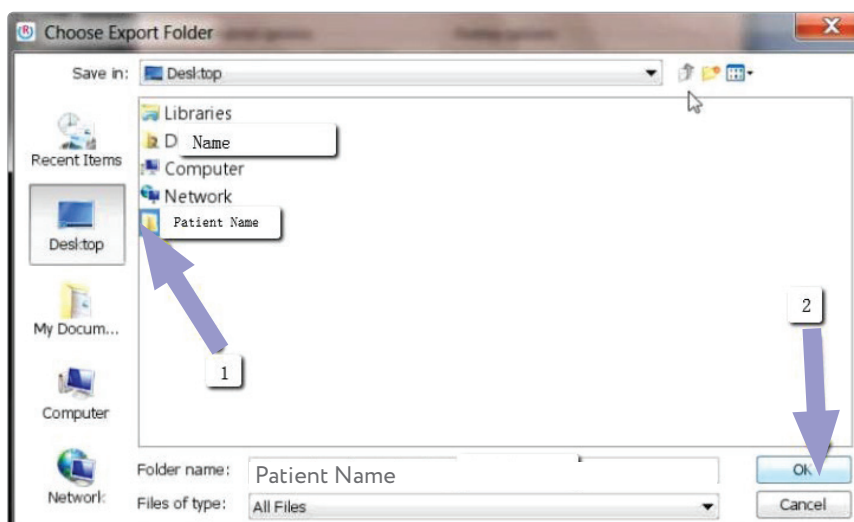 Choose Export Folder
Save in: Desktop
Libraries
D Name
Computer
Network
Patient Name
Recent Items
Desktop
My Docum...
Computer
Network
1
2
Folder name: Patient Name
OK
Files of type: All Files
Cancel